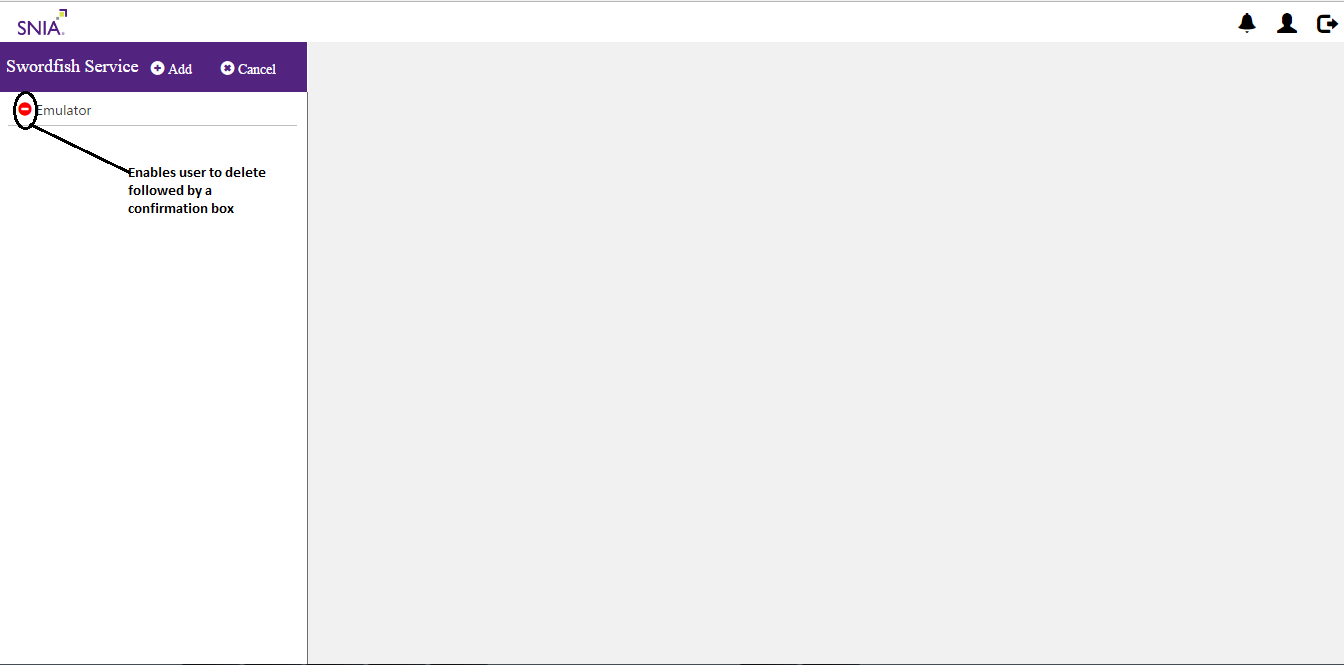 SNIA
Swordfish Service Add Cancel
Emulator
Enables user to delete
followed by a
confirmation box